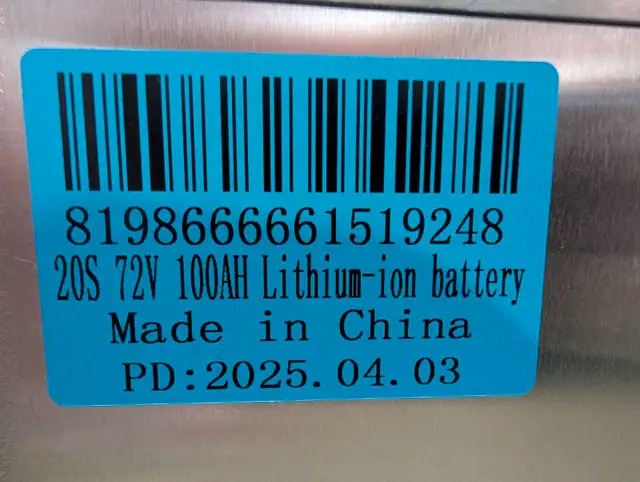 8198666661519248
20S 72V 100AH Lithium-ion battery
Made in China
PD:2025.04.03